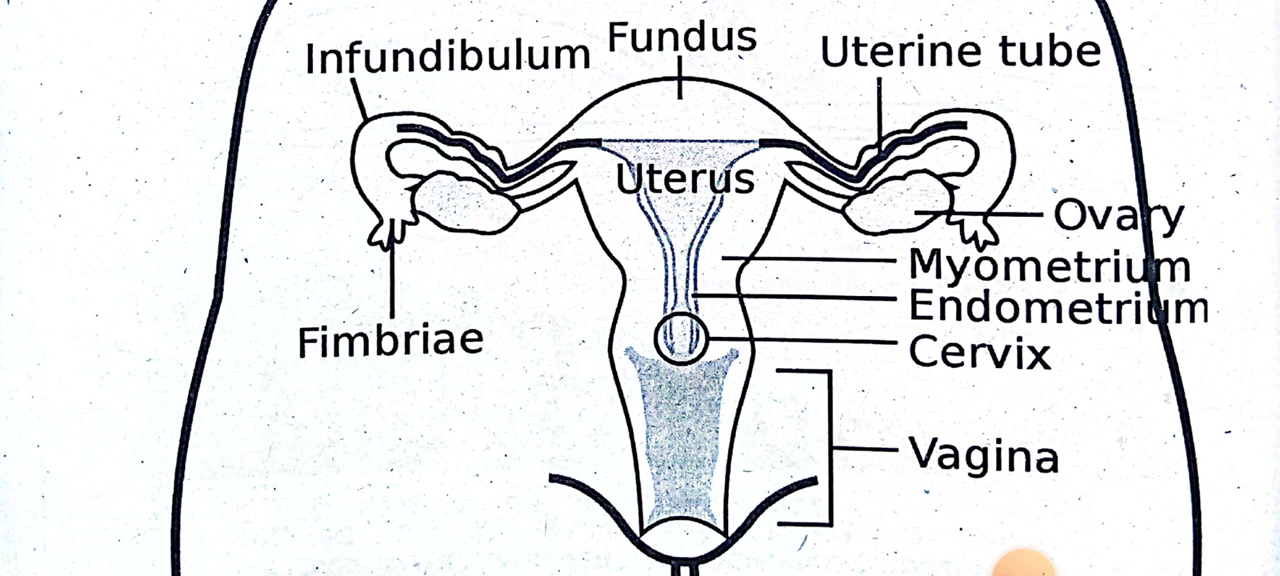 Infundibulum
Fundus
Uterine tube
Uterus
Ovary
Myometrium
Endometrium
Cervix
Fimbriae
Vagina